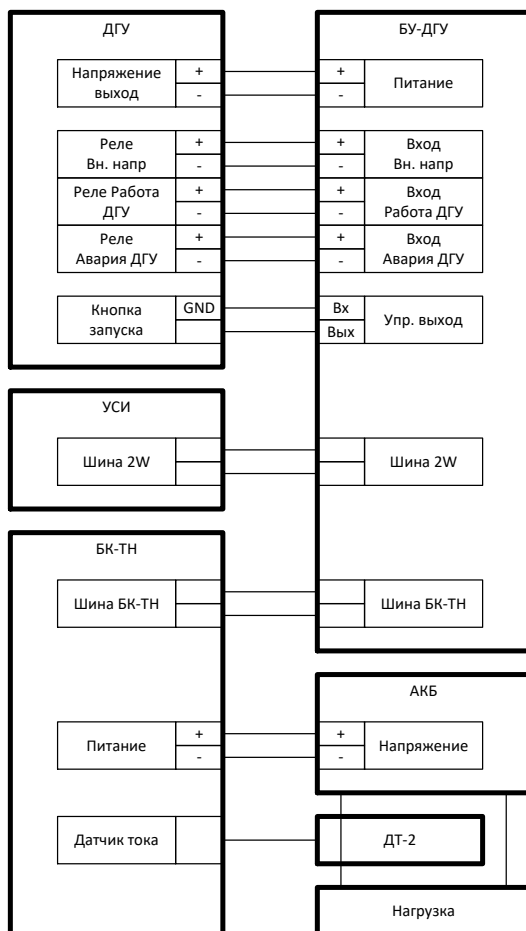 ДГУ
Напряжение
выход
+
-
Реле
Вн. напр
+
-
Реле Работа
ДГУ
+
-
Реле
Авария ДГУ
+
-
Кнопка
запуска
GND
БУ-ДГУ
+
-
Питание
+
-
Вход
Вн. напр
+
-
Вход
Работа ДГУ
+
-
Вход
Авария ДГУ
Вх
Вых
Упр. выход
УСИ
Шина 2W
Шина 2W
БК-ТН
Шина БК-ТН
Шина БК-ТН
Питание
+
-
АКБ
+
-
Напряжение
Датчик тока
ДТ-2
Нагрузка